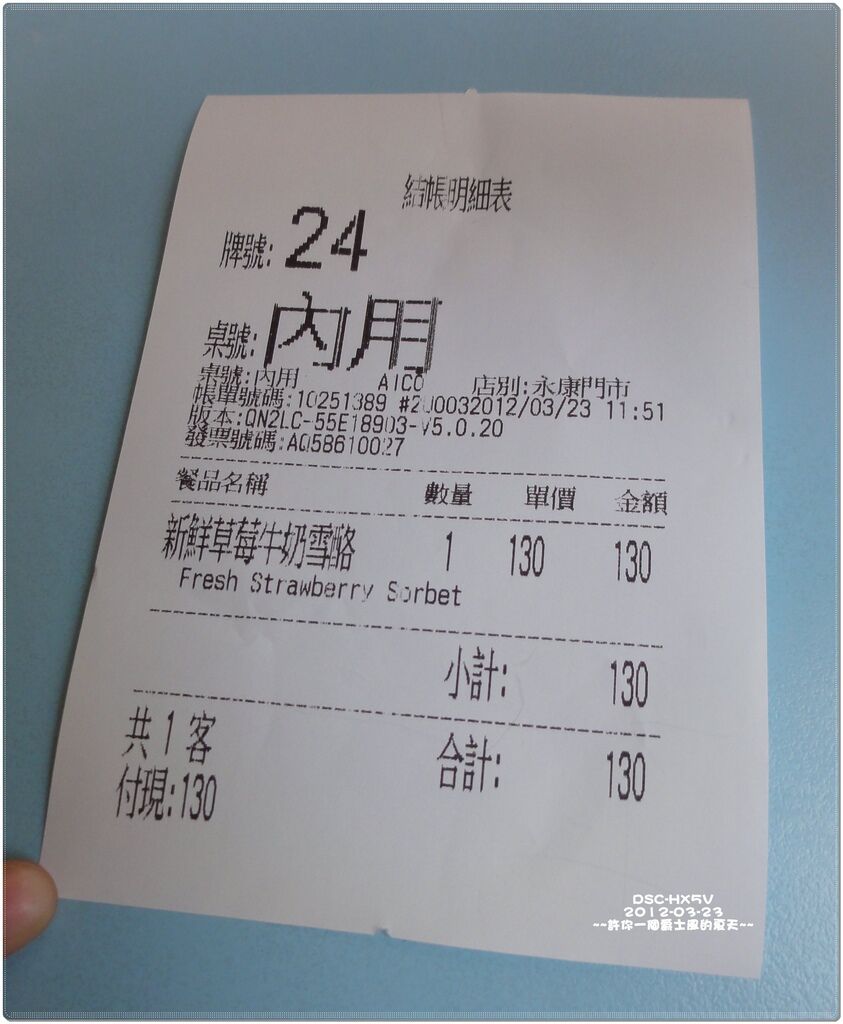 結帳明細表
牌號: 24
桌號: 內用
桌號:內用 AICO 店別:永康門市
帳單號碼:10251389 #200032012/03/23 11:51
版本:QN2LC-55E18903-V5.0.20
發票號碼:AQ58610027
餐品名稱 數量 單價 金額
新鮮草莓牛奶雪酪 1 130 130
Fresh Strawberry Sorbet
小計: 130
共 1 客 合計: 130
付現:130
DSC-HX5V
2012-03-23
~~許你一個爵士風的夏天~~